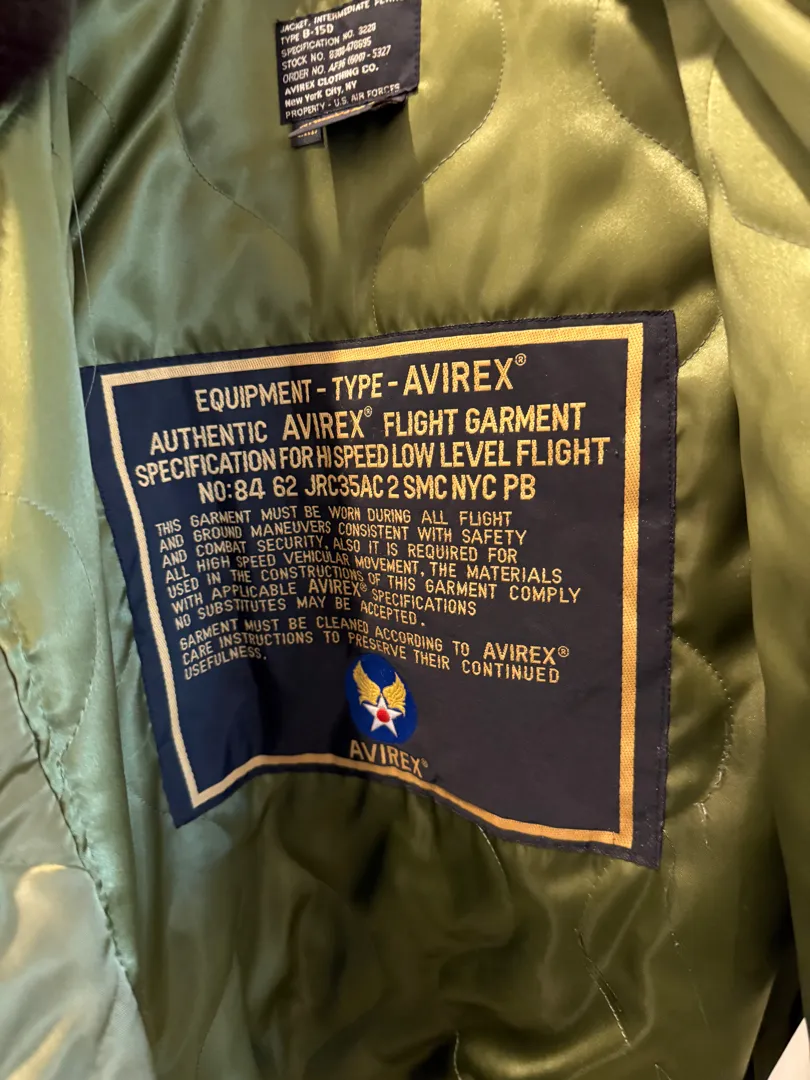 JACKET, INTERMEDIATE
TYPE B-15D
SPECIFICATION NO. 3220
STOCK NO. 8300-470695
ORDER NO. AF36 (600) - 5327
AVIREX CLOTHING CO.
New York City, NY
PROPERTY - U.S. AIR FORCES
EQUIPMENT - TYPE - AVIREX®
AUTHENTIC AVIREX® FLIGHT GARMENT
SPECIFICATION FOR HI SPEED LOW LEVEL FLIGHT
NO:84 62 JRC35AC 2 SMC NYC PB
THIS GARMENT MUST BE WORN DURING ALL FLIGHT
AND GROUND MANEUVERS CONSISTENT WITH SAFETY
AND COMBAT SECURITY, ALSO IT IS REQUIRED FOR
ALL HIGH SPEED VEHICULAR MOVEMENT, THE MATERIALS
USED IN THE CONSTRUCTIONS OF THIS GARMENT COMPLY
WITH APPLICABLE AVIREX® SPECIFICATIONS
NO SUBSTITUTES MAY BE ACCEPTED.
GARMENT MUST BE CLEANED ACCORDING TO AVIREX®
CARE INSTRUCTIONS TO PRESERVE THEIR CONTINUED
USEFULNESS.
AVIREX®